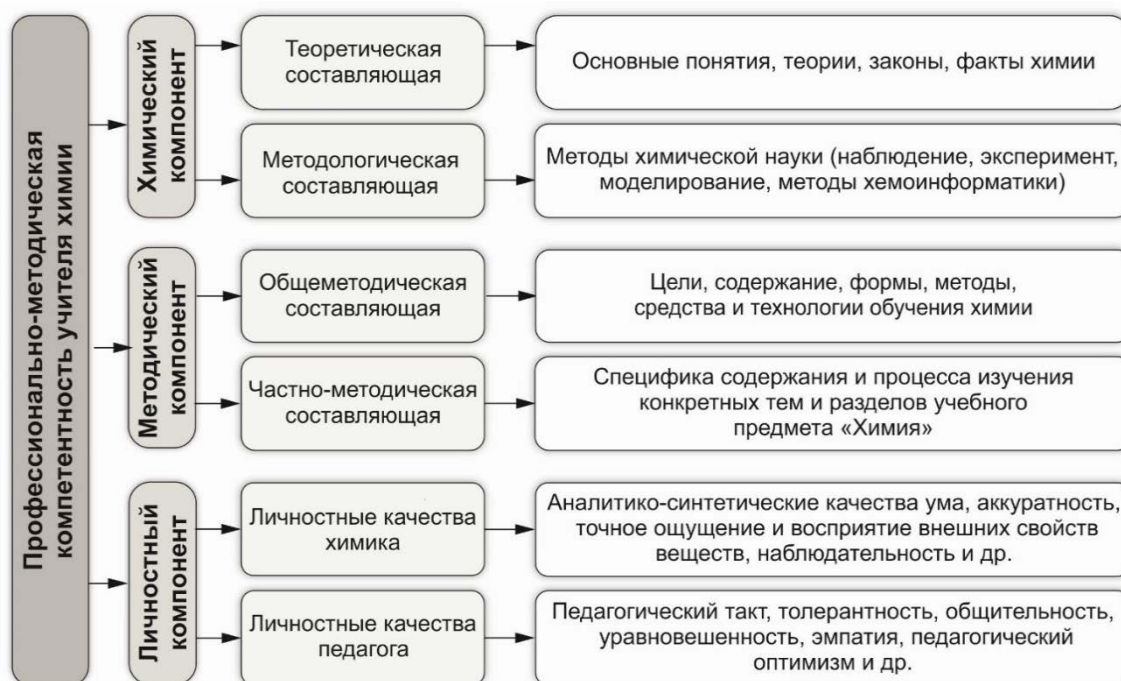 Профессионально-методическая
компетентность учителя химии
Химический
компонент
Теоретическая
составляющая
Основные понятия, теории, законы, факты химии
Методологическая
составляющая
Методы химической науки (наблюдение, эксперимент,
моделирование, методы хемоинформатики)
Методический
компонент
Общеметодическая
составляющая
Цели, содержание, формы, методы,
средства и технологии обучения химии
Частно-методическая
составляющая
Специфика содержания и процесса изучения
конкретных тем и разделов учебного
предмета «Химия»
Личностный
компонент
Личностные качества
химика
Аналитико-синтетические качества ума, аккуратность,
точное ощущение и восприятие внешних свойств
веществ, наблюдательность и др.
Личностные качества
педагога
Педагогический такт, толерантность, общительность,
уравновешенность, эмпатия, педагогический
оптимизм и др.